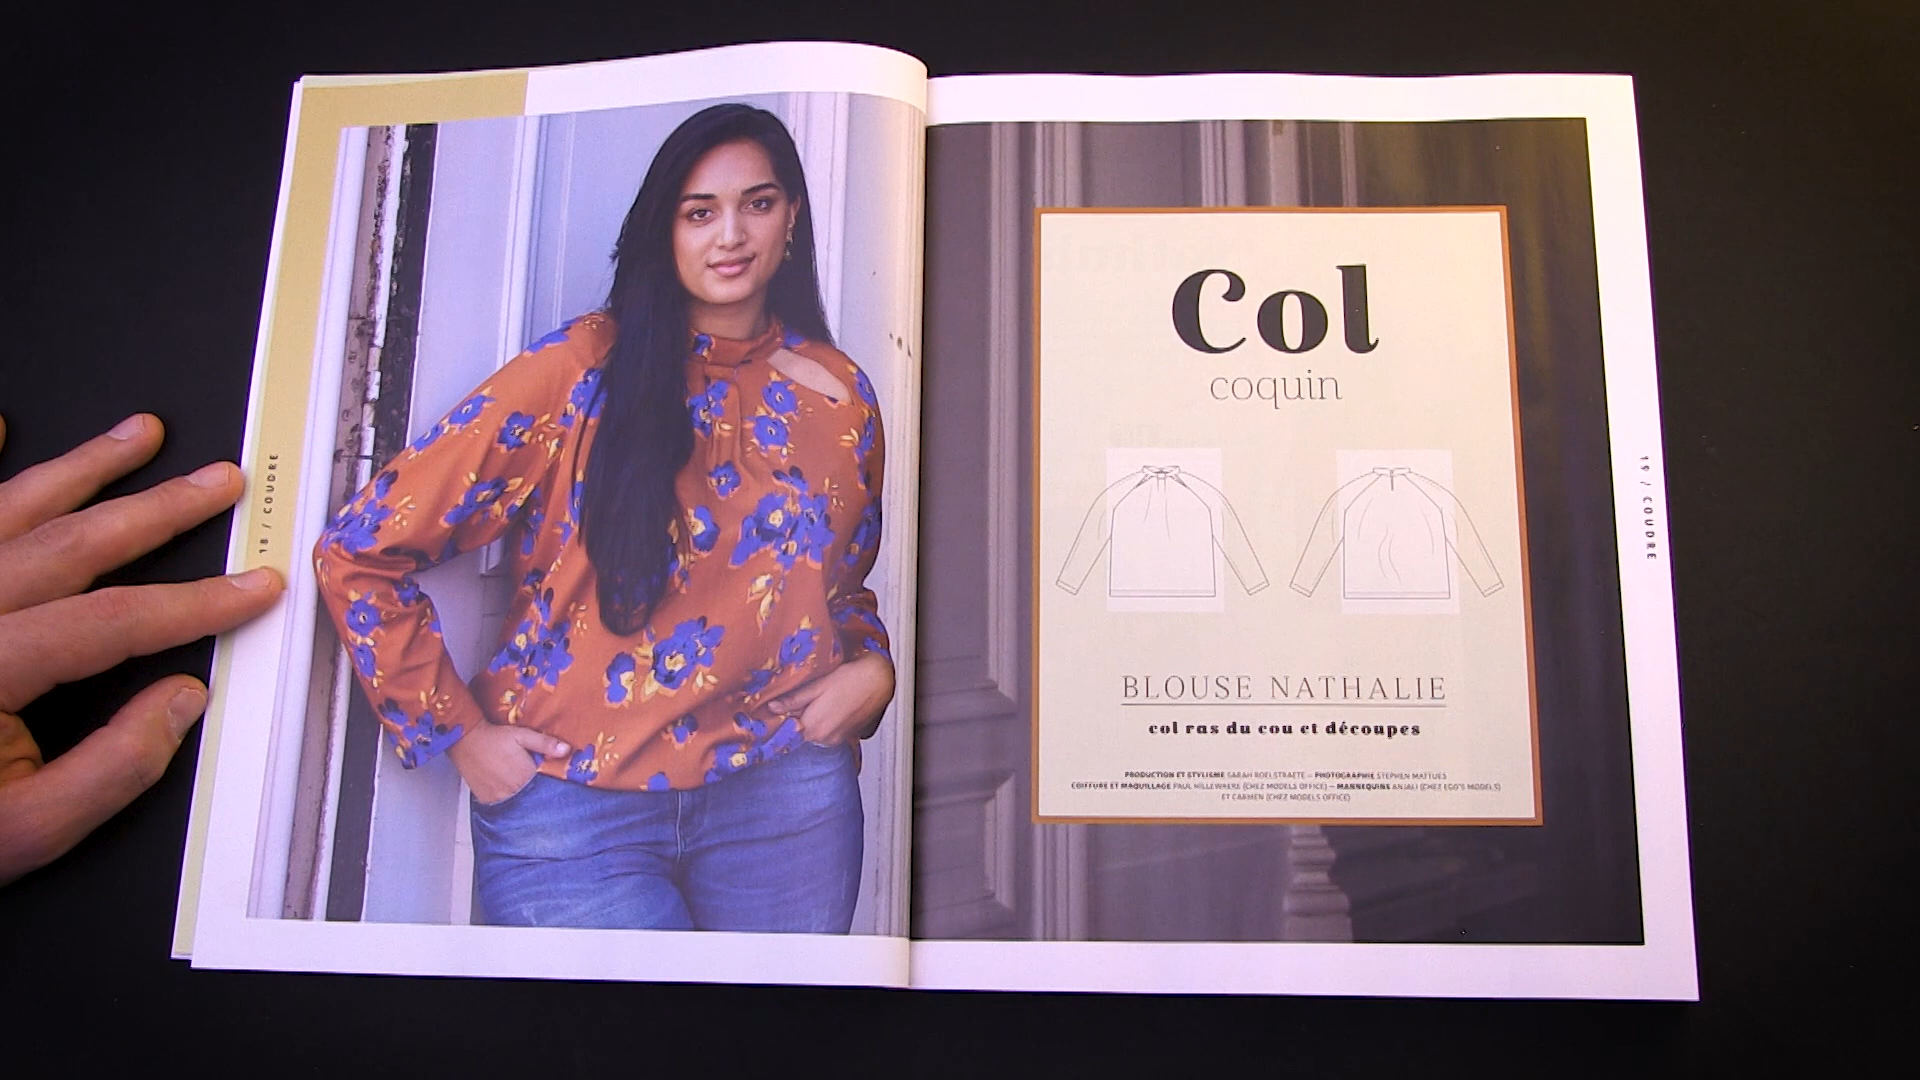 18 / COUDRE
Col
coquin
BLOUSE NATHALIE
col ras du cou et découpes
PRODUCTION ET STYLISME SARAH ROELSTRAETE – PHOTOGRAPHIE STEPHEN MATTUES
COIFFURE ET MAQUILLAGE PAUL HILLEWAERE (CHEZ MODELS OFFICE) – MANNEQUINS ANJALI (CHEZ EGO'S MODELS)
ET CARMEN (CHEZ MODELS OFFICE)
19 / COUDRE